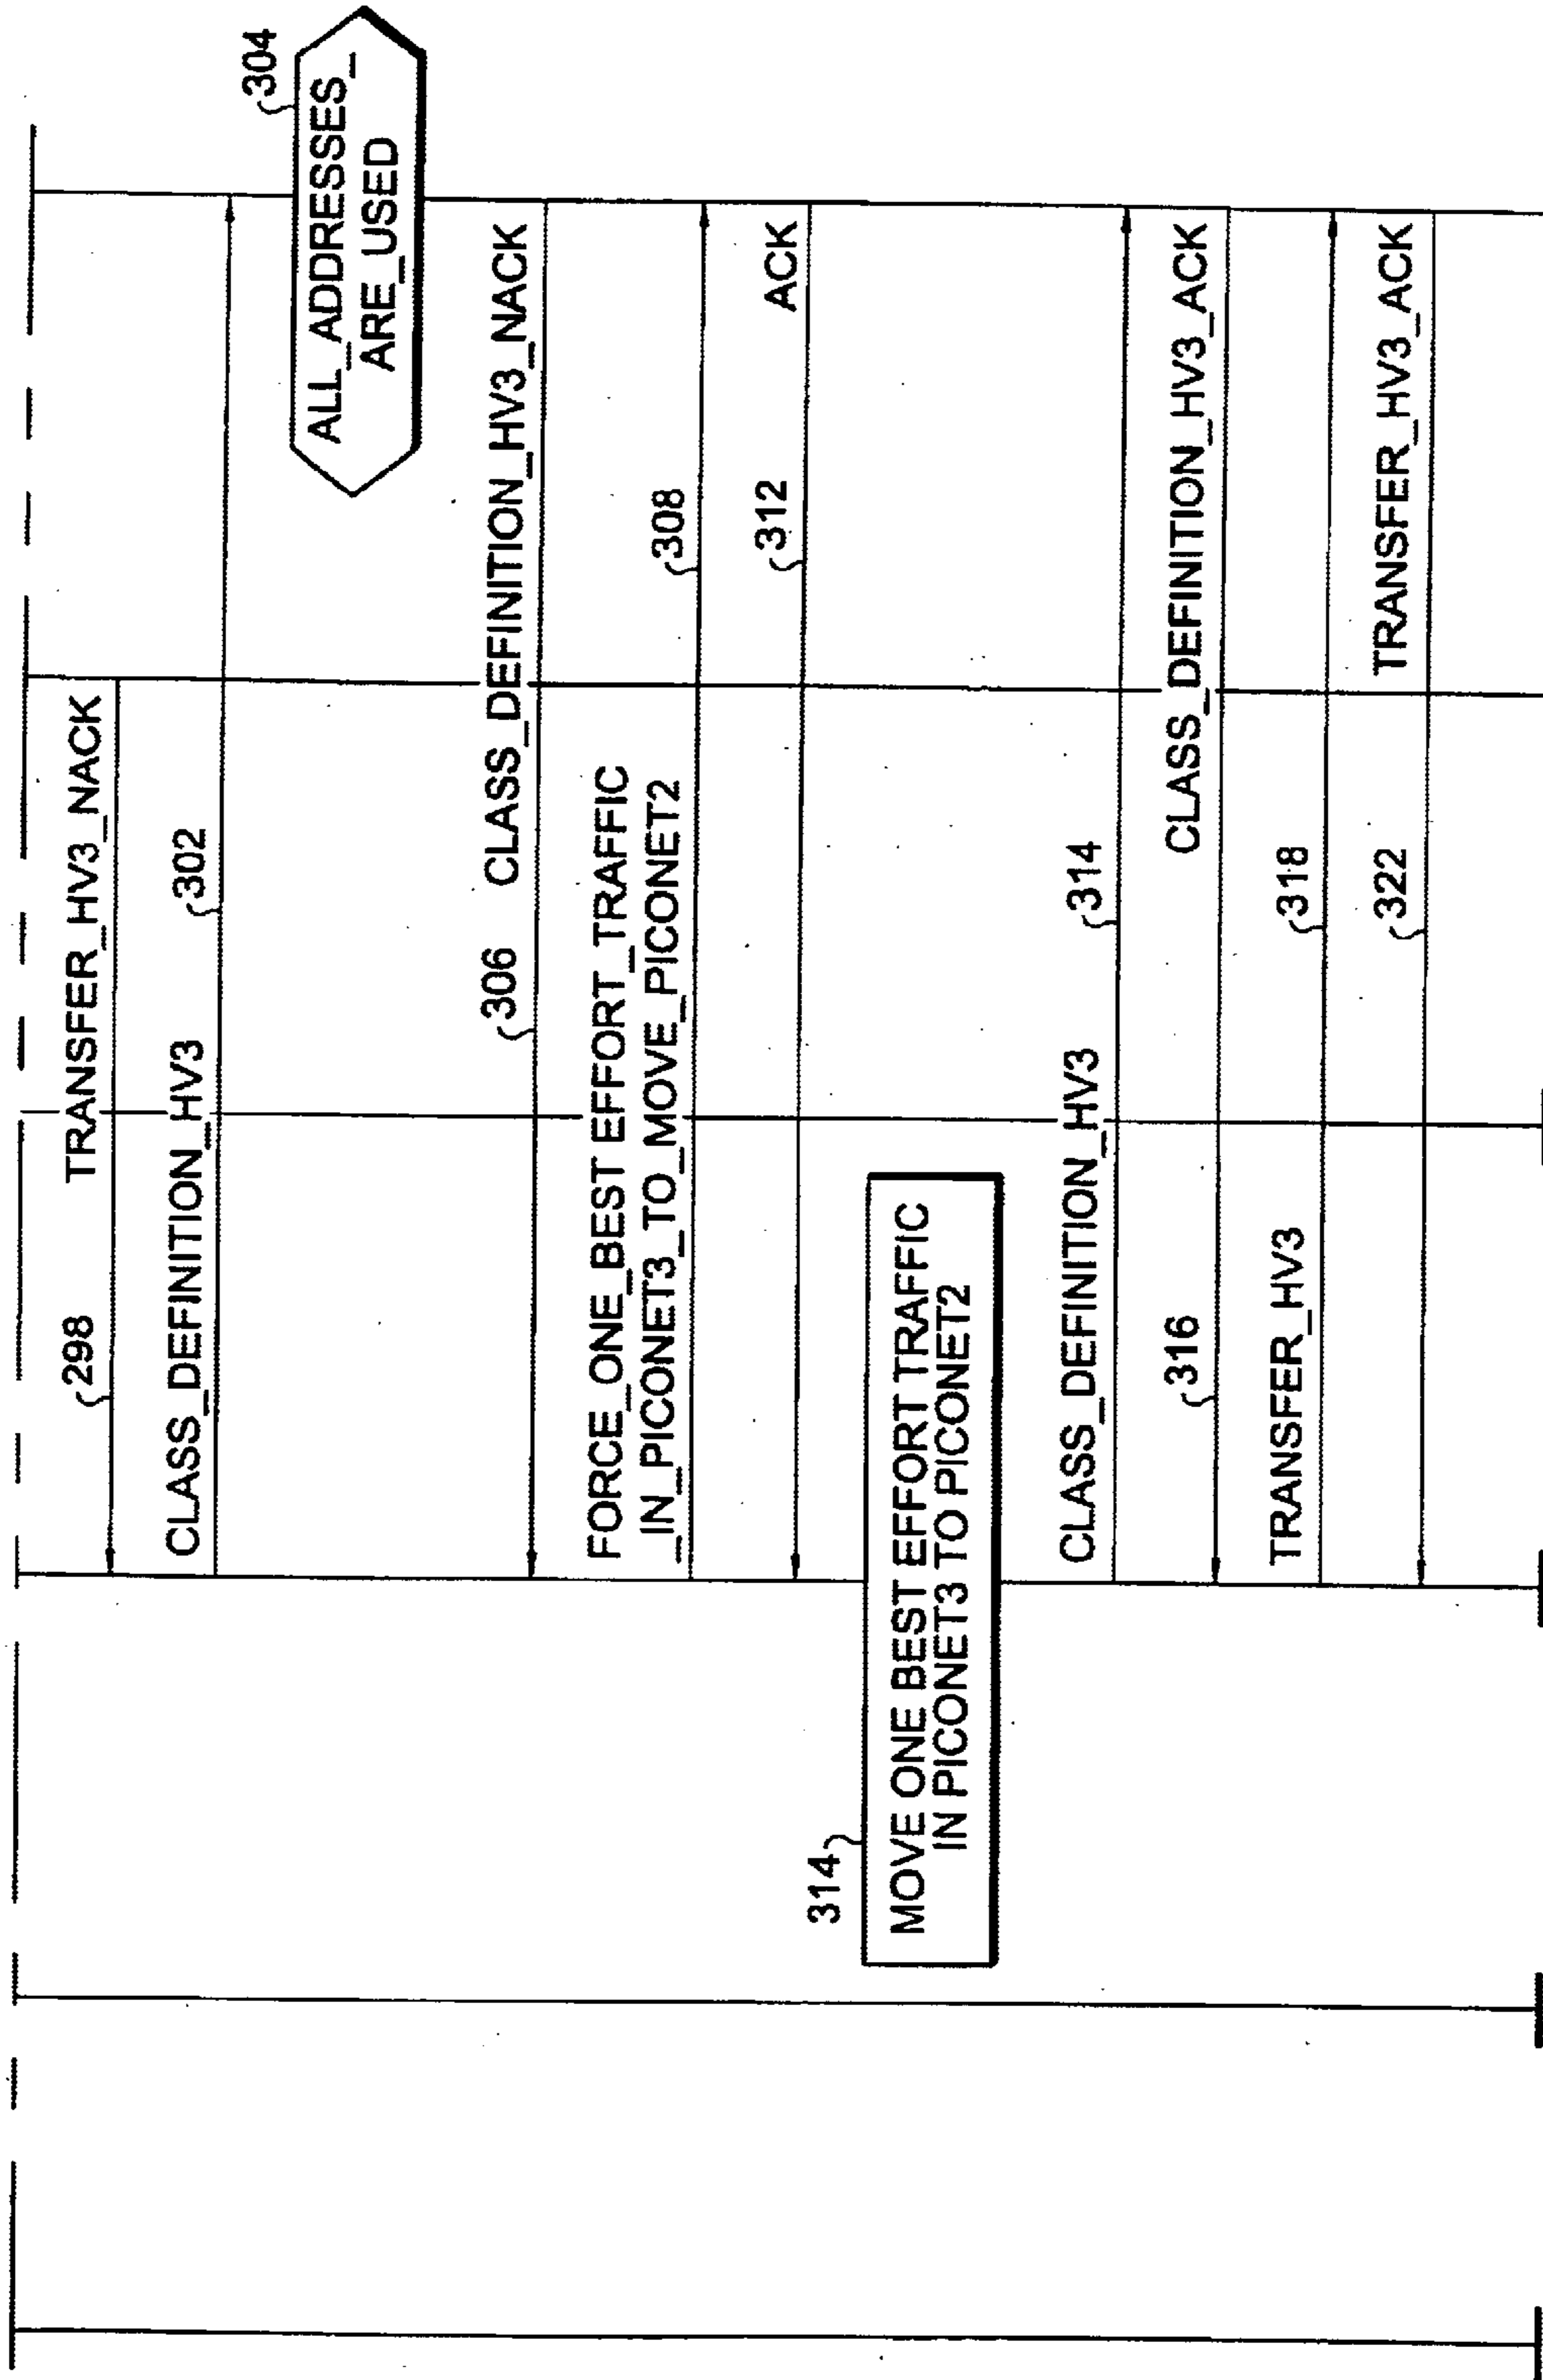 298
TRANSFER_HV3_NACK
CLASS_DEFINITION_HV3
302
304
ALL_ADDRESSES_
ARE_USED
306
CLASS_DEFINITION_HV3_NACK
FORCE_ONE_BEST EFFORT_TRAFFIC
_IN_PICONET3_TO_MOVE_PICONET2
308
312
ACK
314
MOVE ONE BEST EFFORT TRAFFIC
IN PICONET3 TO PICONET2
CLASS_DEFINITION_HV3
314
316
CLASS_DEFINITION_HV3_ACK
TRANSFER_HV3
318
322
TRANSFER_HV3_ACK